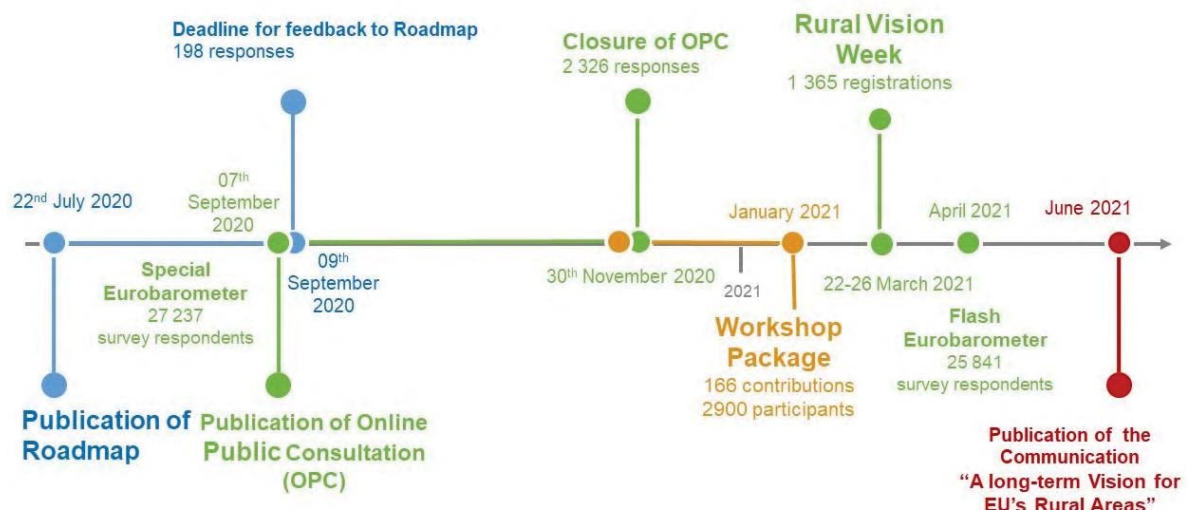 Deadline for feedback to Roadmap
198 responses
Closure of OPC
2 326 responses
Rural Vision
Week
1 365 registrations
22nd July 2020
07th
September
2020
January 2021
April 2021
June 2021
Special
Eurobarometer
27 237
survey respondents
09th
September
2020
30th November 2020
2021
22-26 March 2021
Workshop
Package
166 contributions
2900 participants
Flash
Eurobarometer
25 841
survey respondents
Publication of
Roadmap
Publication of Online
Public Consultation
(OPC)
Publication of the
Communication
“A long-term Vision for
EU's Rural Areas”